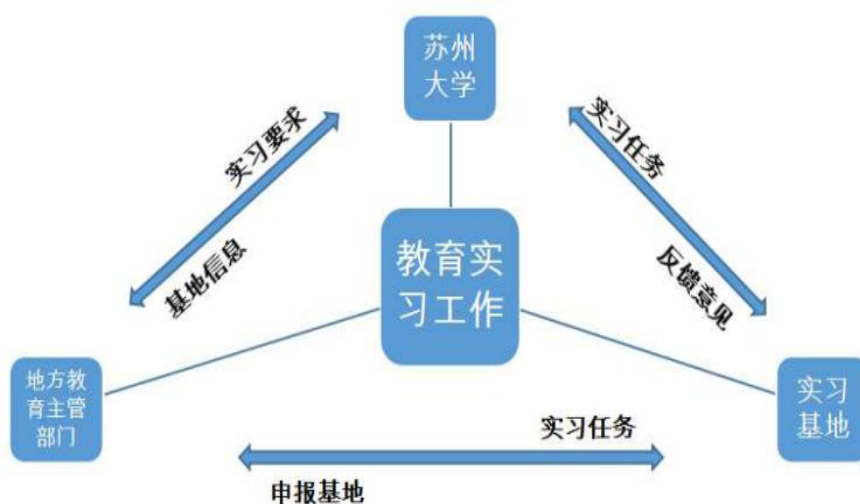 苏州
大学
实习要求
实习任务
基地信息
反馈意见
教育实
习工作
地方教
育主管
部门
实习
基地
实习任务
申报基地